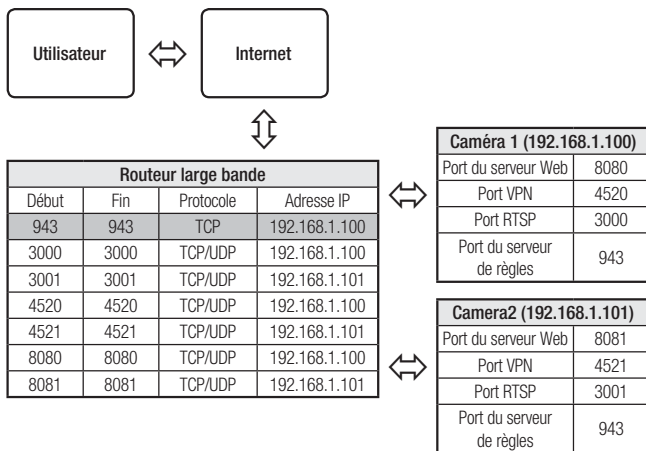 Utilisateur
Internet
Routeur large bande
Début Fin Protocole Adresse IP
943 943 TCP 192.168.1.100
3000 3000 TCP/UDP 192.168.1.100
3001 3001 TCP/UDP 192.168.1.101
4520 4520 TCP/UDP 192.168.1.100
4521 4521 TCP/UDP 192.168.1.101
8080 8080 TCP/UDP 192.168.1.100
8081 8081 TCP/UDP 192.168.1.101
Caméra 1 (192.168.1.100)
Port du serveur Web 8080
Port VPN 4520
Port RTSP 3000
Port du serveur
de règles 943
Camera2 (192.168.1.101)
Port du serveur Web 8081
Port VPN 4521
Port RTSP 3001
Port du serveur
de règles 943